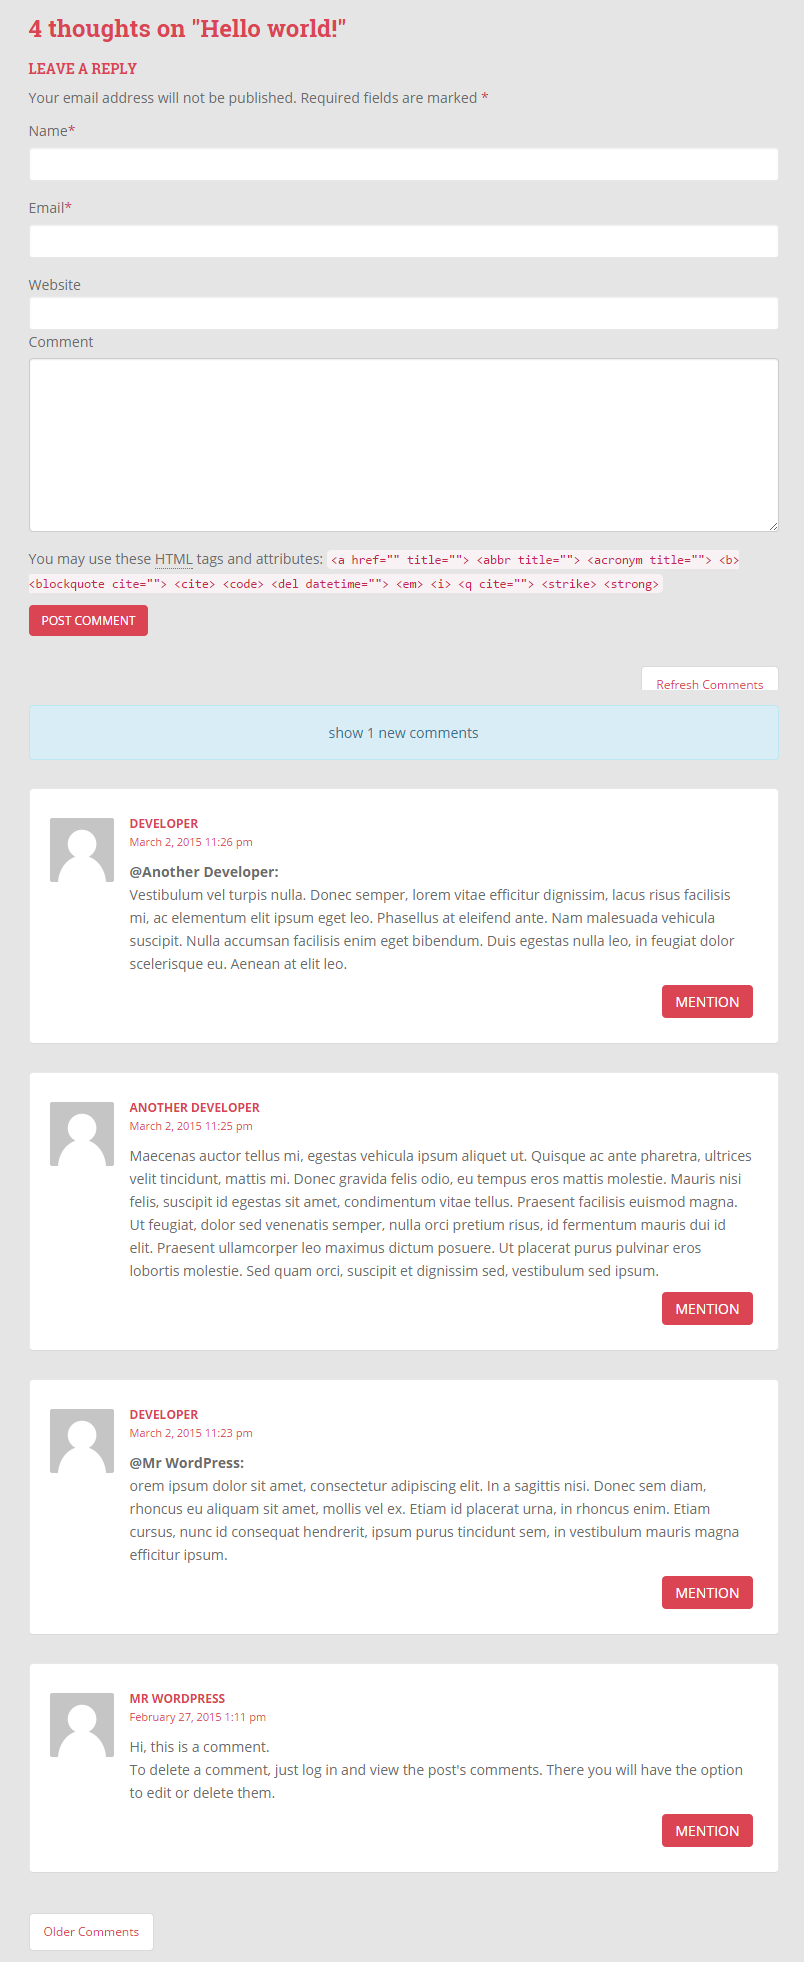 4 thoughts on "Hello world!"
LEAVE A REPLY
Your email address will not be published. Required fields are marked *
Name*
Email*
Website
Comment
You may use these HTML tags and attributes: <a href="" title=""> <abbr title=""> <acronym title=""> <b>
<blockquote cite=""> <cite> <code> <del datetime=""> <em> <i> <q cite=""> <strike> <strong>
POST COMMENT
Refresh Comments
show 1 new comments
DEVELOPER
March 2, 2015 11:26 pm
@Another Developer:
Vestibulum vel turpis nulla. Donec semper, lorem vitae efficitur dignissim, lacus risus facilisis
mi, ac elementum elit ipsum eget leo. Phasellus at eleifend ante. Nam malesuada vehicula
suscipit. Nulla accumsan facilisis enim eget bibendum. Duis egestas nulla leo, in feugiat dolor
scelerisque eu. Aenean at elit leo.
MENTION
ANOTHER DEVELOPER
March 2, 2015 11:25 pm
Maecenas auctor tellus mi, egestas vehicula ipsum aliquet ut. Quisque ac ante pharetra, ultrices
velit tincidunt, mattis mi. Donec gravida felis odio, eu tempus eros mattis molestie. Mauris nisi
felis, suscipit id egestas sit amet, condimentum vitae tellus. Praesent facilisis euismod magna.
Ut feugiat, dolor sed venenatis semper, nulla orci pretium risus, id fermentum mauris dui id
elit. Praesent ullamcorper leo maximus dictum posuere. Ut placerat purus pulvinar eros
lobortis molestie. Sed quam orci, suscipit et dignissim sed, vestibulum sed ipsum.
MENTION
DEVELOPER
March 2, 2015 11:23 pm
@Mr WordPress:
orem ipsum dolor sit amet, consectetur adipiscing elit. In a sagittis nisi. Donec sem diam,
rhoncus eu aliquam sit amet, mollis vel ex. Etiam id placerat urna, in rhoncus enim. Etiam
cursus, nunc id consequat hendrerit, ipsum purus tincidunt sem, in vestibulum mauris magna
efficitur ipsum.
MENTION
MR WORDPRESS
February 27, 2015 1:11 pm
Hi, this is a comment.
To delete a comment, just log in and view the post's comments. There you will have the option
to edit or delete them.
MENTION
Older Comments